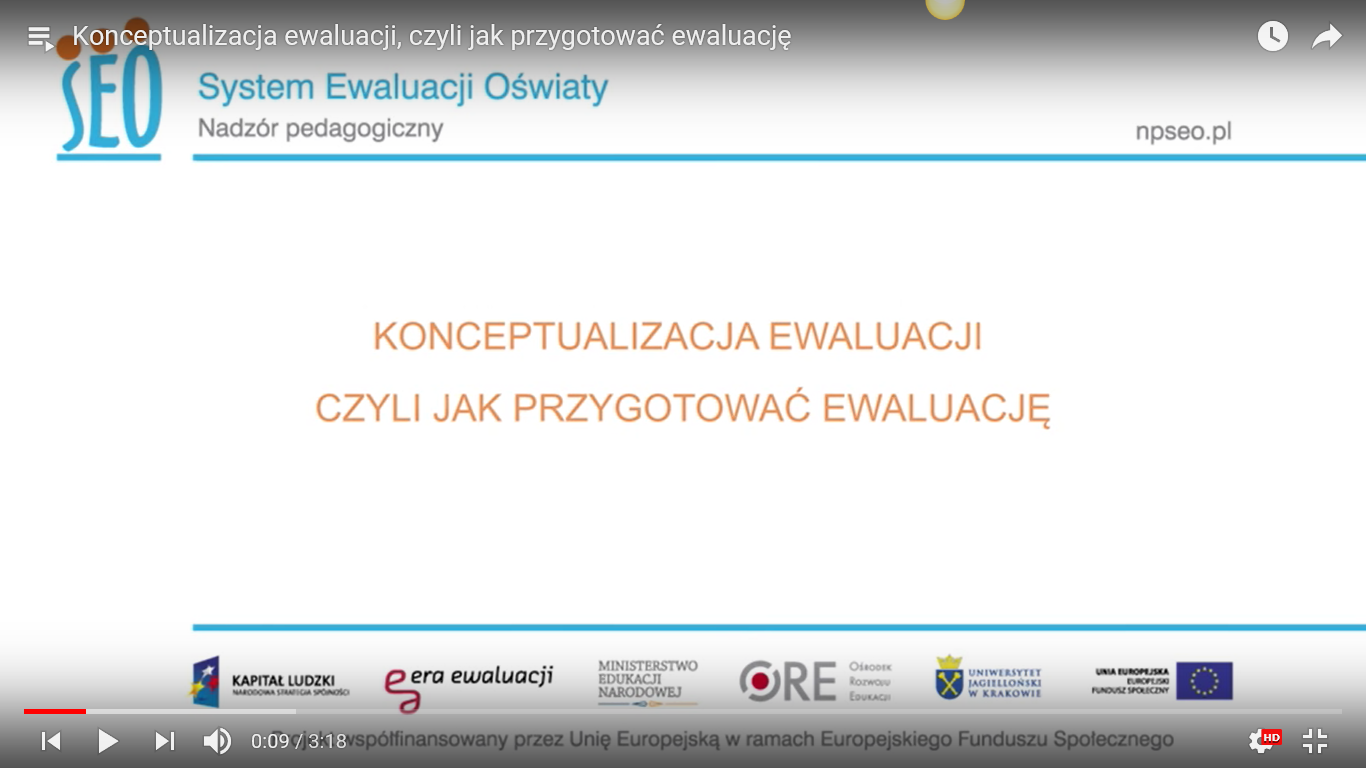 Konceptualizacja ewaluacji, czyli jak przygotować ewaluację
SEO
System Ewaluacji Oświaty
Nadzór pedagogiczny
npseo.pl
KONCEPTUALIZACJA EWALUACJI
CZYLI JAK PRZYGOTOWAĆ EWALUACJĘ
KAPITAŁ LUDZKI
NARODOWA STRATEGIA SPÓJNOŚCI
era ewaluacji
MINISTERSTWO
EDUKACJI
NARODOWEJ
ORE
Ośrodek
Rozwoju
Edukacji
UNIWERSYTET
JAGIELLOŃSKI
W KRAKOWIE
UNIA EUROPEJSKA
EUROPEJSKI
FUNDUSZ SPOŁECZNY
0:09 / 3:18
współfinansowany przez Unię Europejską w ramach Europejskiego Funduszu Społecznego
HD